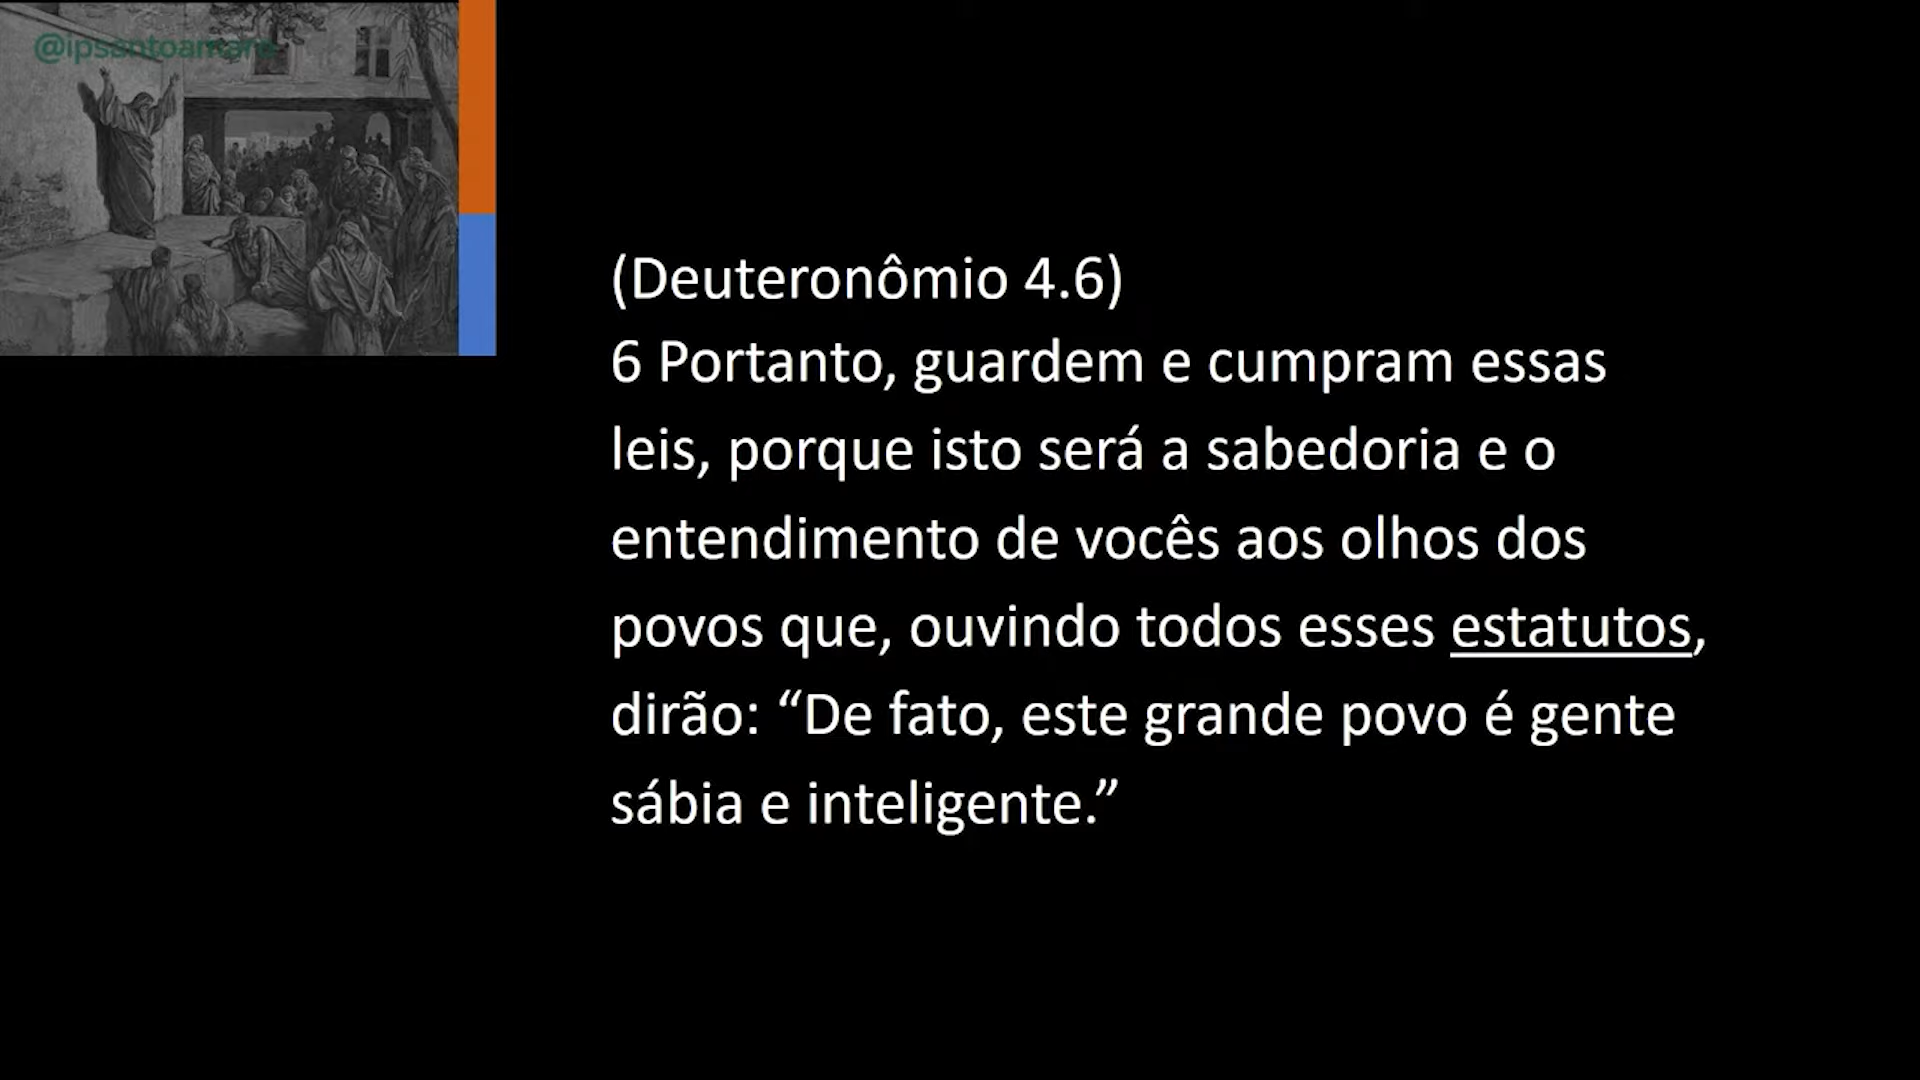 @ipsantoamaro
(Deuteronômio 4.6)
6 Portanto, guardem e cumpram essas
leis, porque isto será a sabedoria e o
entendimento de vocês aos olhos dos
povos que, ouvindo todos esses estatutos,
dirão: “De fato, este grande povo é gente
sábia e inteligente.”